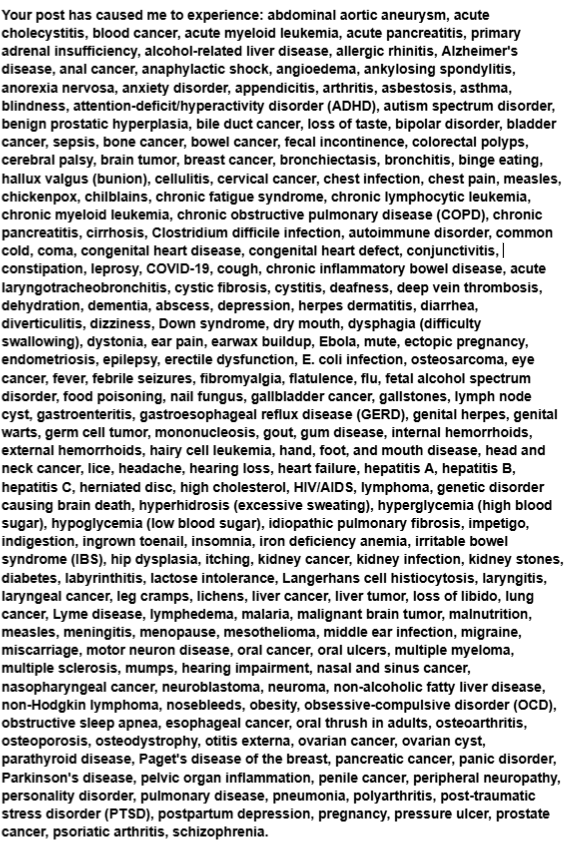 Your post has caused me to experience: abdominal aortic aneurysm, acute
cholecystitis, blood cancer, acute myeloid leukemia, acute pancreatitis, primary
adrenal insufficiency, alcohol-related liver disease, allergic rhinitis, Alzheimer's
disease, anal cancer, anaphylactic shock, angioedema, ankylosing spondylitis,
anorexia nervosa, anxiety disorder, appendicitis, arthritis, asbestosis, asthma,
blindness, attention-deficit/hyperactivity disorder (ADHD), autism spectrum disorder,
benign prostatic hyperplasia, bile duct cancer, loss of taste, bipolar disorder, bladder
cancer, sepsis, bone cancer, bowel cancer, fecal incontinence, colorectal polyps,
cerebral palsy, brain tumor, breast cancer, bronchiectasis, bronchitis, binge eating,
hallux valgus (bunion), cellulitis, cervical cancer, chest infection, chest pain, measles,
chickenpox, chilblains, chronic fatigue syndrome, chronic lymphocytic leukemia,
chronic myeloid leukemia, chronic obstructive pulmonary disease (COPD), chronic
pancreatitis, cirrhosis, Clostridium difficile infection, autoimmune disorder, common
cold, coma, congenital heart disease, congenital heart defect, conjunctivitis,
constipation, leprosy, COVID-19, cough, chronic inflammatory bowel disease, acute
laryngotracheobronchitis, cystic fibrosis, cystitis, deafness, deep vein thrombosis,
dehydration, dementia, abscess, depression, herpes dermatitis, diarrhea,
diverticulitis, dizziness, Down syndrome, dry mouth, dysphagia (difficulty
swallowing), dystonia, ear pain, earwax buildup, Ebola, mute, ectopic pregnancy,
endometriosis, epilepsy, erectile dysfunction, E. coli infection, osteosarcoma, eye
cancer, fever, febrile seizures, fibromyalgia, flatulence, flu, fetal alcohol spectrum
disorder, food poisoning, nail fungus, gallbladder cancer, gallstones, lymph node
cyst, gastroenteritis, gastroesophageal reflux disease (GERD), genital herpes, genital
warts, germ cell tumor, mononucleosis, gout, gum disease, internal hemorrhoids,
external hemorrhoids, hairy cell leukemia, hand, foot, and mouth disease, head and
neck cancer, lice, headache, hearing loss, heart failure, hepatitis A, hepatitis B,
hepatitis C, herniated disc, high cholesterol, HIV/AIDS, lymphoma, genetic disorder
causing brain death, hyperhidrosis (excessive sweating), hyperglycemia (high blood
sugar), hypoglycemia (low blood sugar), idiopathic pulmonary fibrosis, impetigo,
indigestion, ingrown toenail, insomnia, iron deficiency anemia, irritable bowel
syndrome (IBS), hip dysplasia, itching, kidney cancer, kidney infection, kidney stones,
diabetes, labyrinthitis, lactose intolerance, Langerhans cell histiocytosis, laryngitis,
laryngeal cancer, leg cramps, lichens, liver cancer, liver tumor, loss of libido, lung
cancer, Lyme disease, lymphedema, malaria, malignant brain tumor, malnutrition,
measles, meningitis, menopause, mesothelioma, middle ear infection, migraine,
miscarriage, motor neuron disease, oral cancer, oral ulcers, multiple myeloma,
multiple sclerosis, mumps, hearing impairment, nasal and sinus cancer,
nasopharyngeal cancer, neuroblastoma, neuroma, non-alcoholic fatty liver disease,
non-Hodgkin lymphoma, nosebleeds, obesity, obsessive-compulsive disorder (OCD),
obstructive sleep apnea, esophageal cancer, oral thrush in adults, osteoarthritis,
osteoporosis, osteodystrophy, otitis externa, ovarian cancer, ovarian cyst,
parathyroid disease, Paget's disease of the breast, pancreatic cancer, panic disorder,
Parkinson's disease, pelvic organ inflammation, penile cancer, peripheral neuropathy,
personality disorder, pulmonary disease, pneumonia, polyarthritis, post-traumatic
stress disorder (PTSD), postpartum depression, pregnancy, pressure ulcer, prostate
cancer, psoriatic arthritis, schizophrenia.